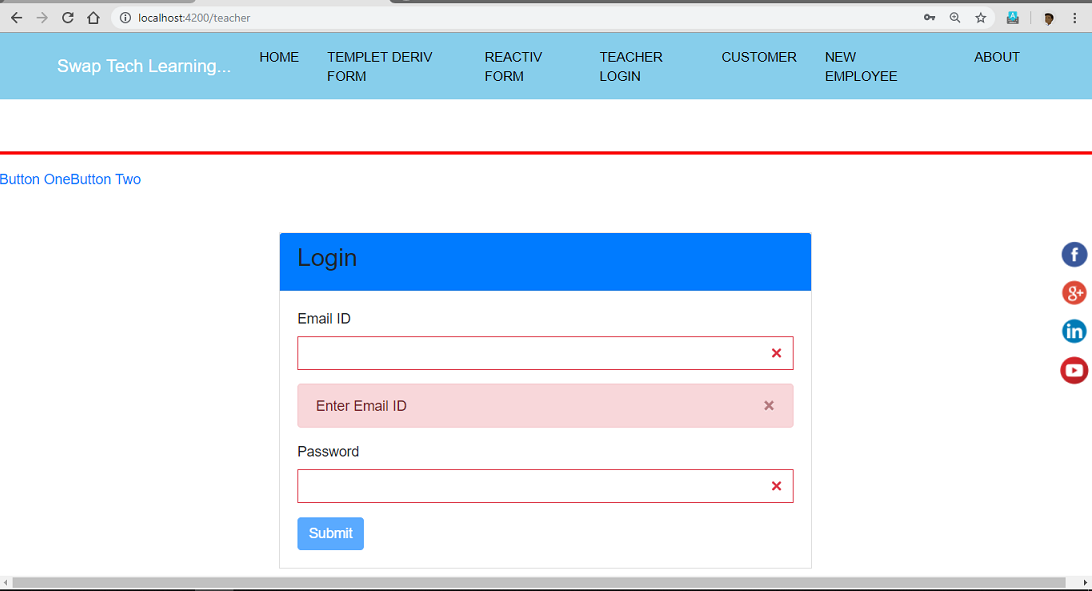 localhost:4200/teacher
Swap Tech Learning...
HOME
TEMPLET DERIV
FORM
REACTIV
FORM
TEACHER
LOGIN
CUSTOMER
NEW
EMPLOYEE
ABOUT
Button OneButton Two
Login
Email ID
Enter Email ID
Password
Submit
f
g+
in